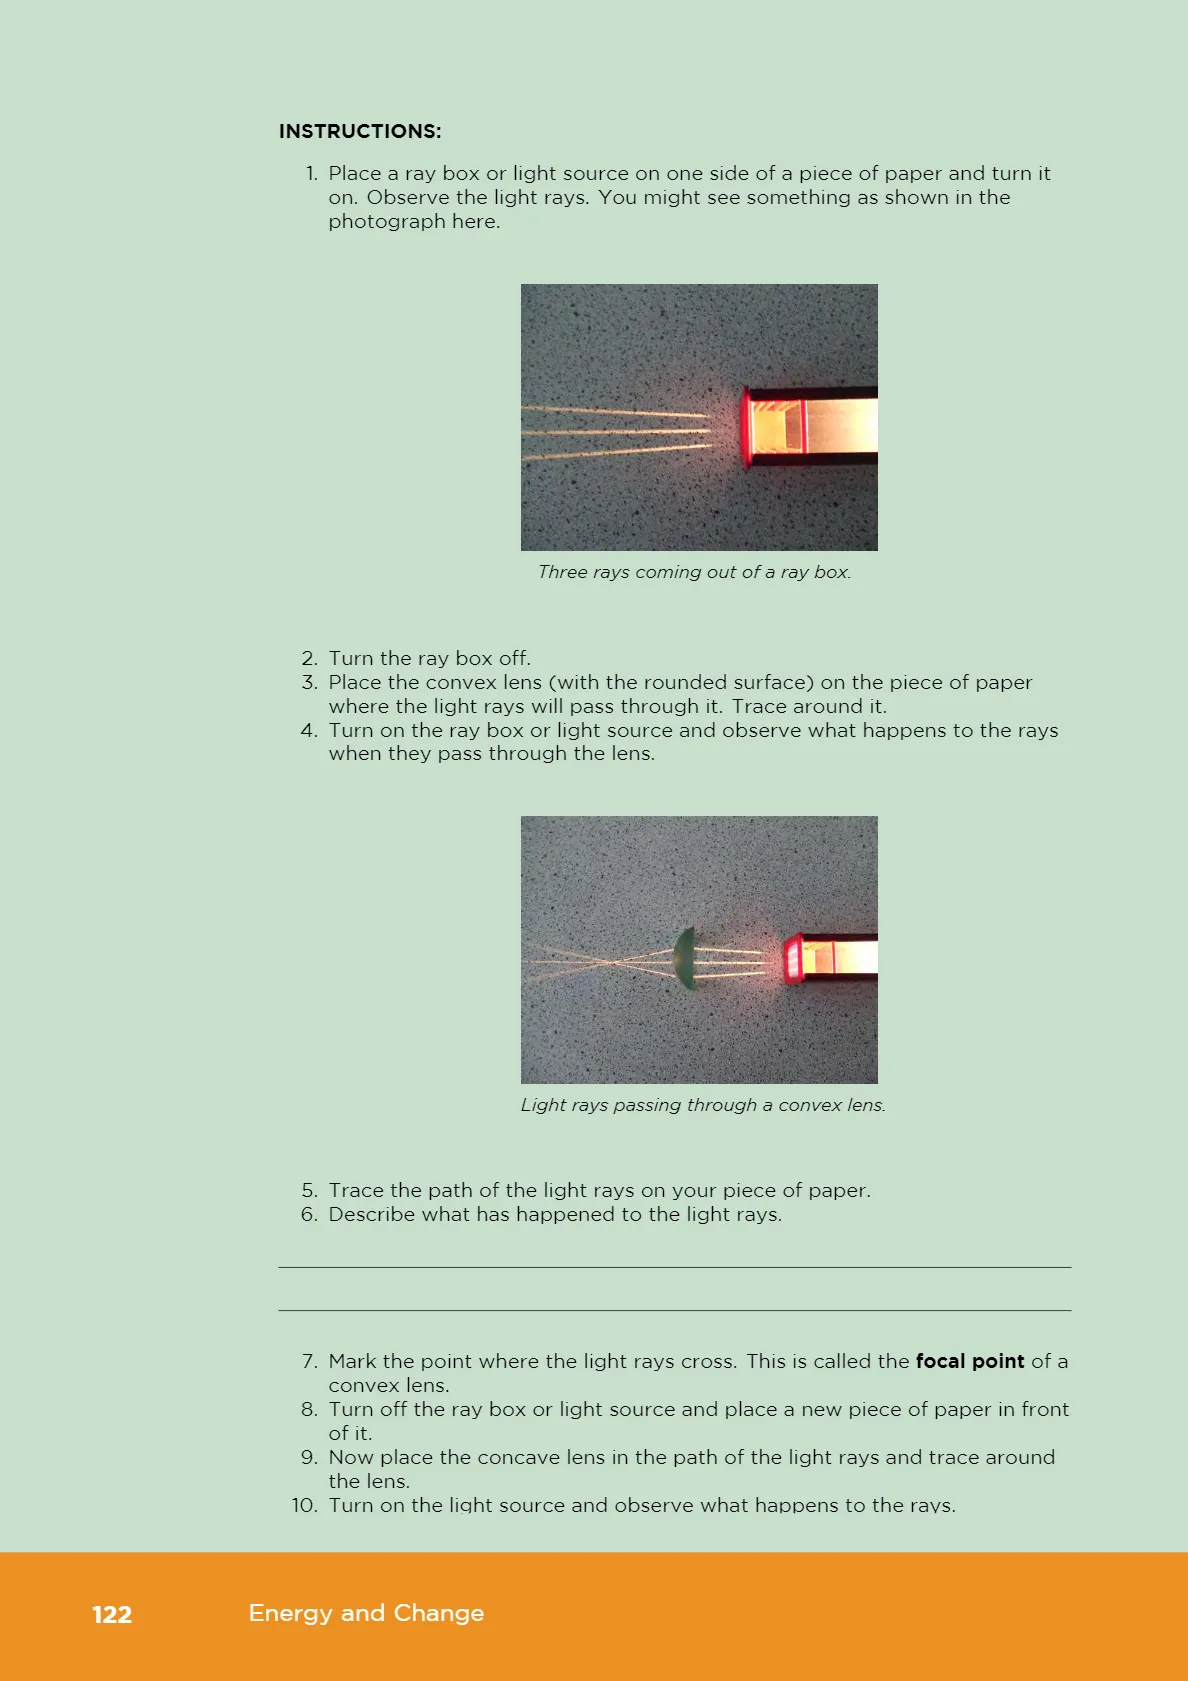 INSTRUCTIONS:
1. Place a ray box or light source on one side of a piece of paper and turn it
on. Observe the light rays. You might see something as shown in the
photograph here.
Three rays coming out of a ray box.
2. Turn the ray box off.
3. Place the convex lens (with the rounded surface) on the piece of paper
where the light rays will pass through it. Trace around it.
4. Turn on the ray box or light source and observe what happens to the rays
when they pass through the lens.
Light rays passing through a convex lens.
5. Trace the path of the light rays on your piece of paper.
6. Describe what has happened to the light rays.
7. Mark the point where the light rays cross. This is called the focal point of a
convex lens.
8. Turn off the ray box or light source and place a new piece of paper in front
of it.
9. Now place the concave lens in the path of the light rays and trace around
the lens.
10. Turn on the light source and observe what happens to the rays.
122 Energy and Change